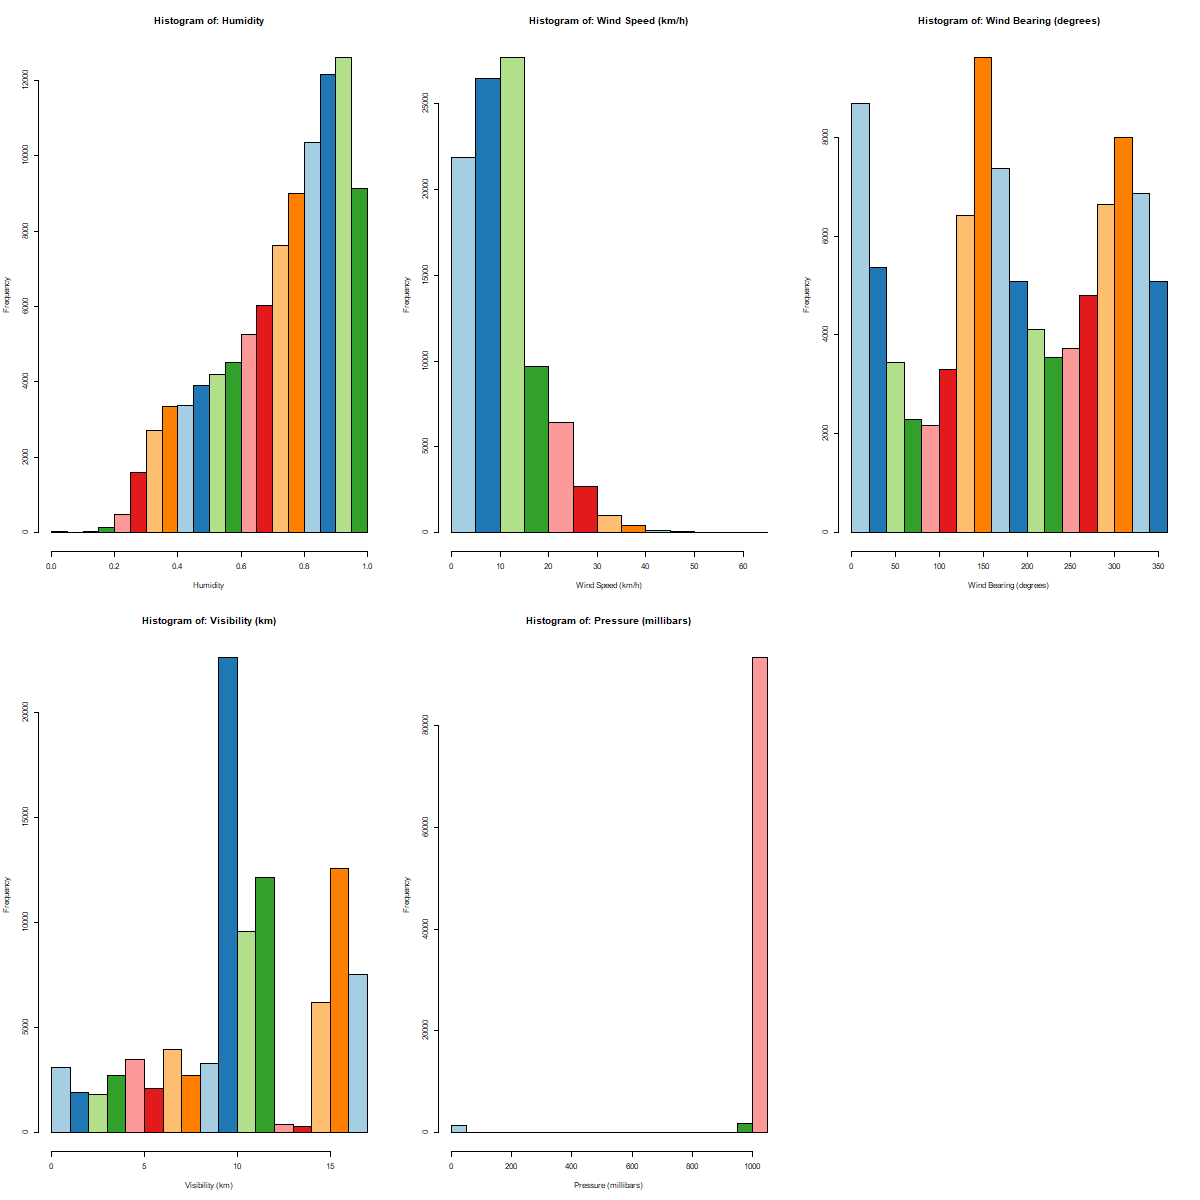 Histogram of: Humidity
Frequency
0
2000
4000
6000
8000
10000
12000
0.0 0.2 0.4 0.6 0.8 1.0
Humidity
Histogram of: Wind Speed (km/h)
Frequency
0
5000
10000
15000
20000
25000
0 10 20 30 40 50 60
Wind Speed (km/h)
Histogram of: Wind Bearing (degrees)
Frequency
0
2000
4000
6000
8000
0 50 100 150 200 250 300 350
Wind Bearing (degrees)
Histogram of: Visibility (km)
Frequency
0
5000
10000
15000
20000
0 5 10 15
Visibility (km)
Histogram of: Pressure (millibars)
Frequency
0
20000
40000
60000
80000
0 200 400 600 800 1000
Pressure (millibars)